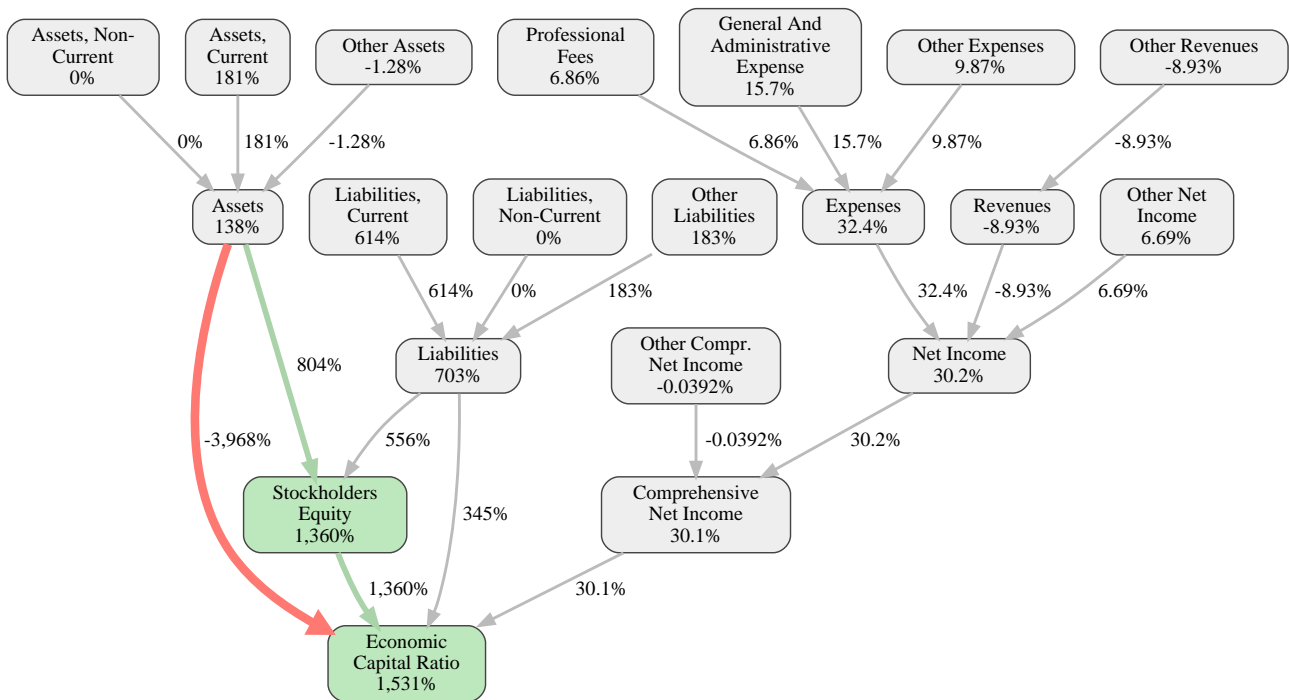 Assets, Non-
Current
0%
Assets,
Current
181%
Other Assets
-1.28%
Professional
Fees
6.86%
General And
Administrative
Expense
15.7%
Other Expenses
9.87%
Other Revenues
-8.93%
0%
181%
-1.28%
6.86%
15.7%
9.87%
-8.93%
Assets
138%
Liabilities,
Current
614%
Liabilities,
Non-Current
0%
Other
Liabilities
183%
Expenses
32.4%
Revenues
-8.93%
Other Net
Income
6.69%
614%
0%
183%
32.4%
-8.93%
6.69%
804%
Liabilities
703%
Other Compr.
Net Income
-0.0392%
Net Income
30.2%
-3,968%
556%
-0.0392%
30.2%
Stockholders
Equity
1,360%
345%
Comprehensive
Net Income
30.1%
1,360%
30.1%
Economic
Capital Ratio
1,531%